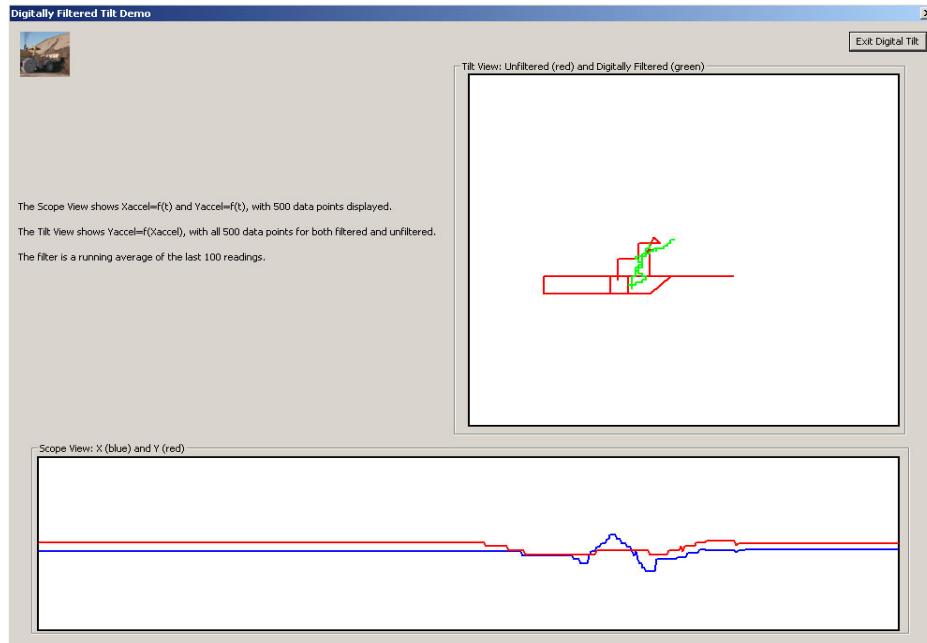 Digitally Filtered Tilt Demo
Exit Digital Tilt
Tilt View: Unfiltered (red) and Digitally Filtered (green)
The Scope View shows Xaccel=f(t) and Yaccel=f(t), with 500 data points displayed.
The Tilt View shows Yaccel=f(Xaccel), with all 500 data points for both filtered and unfiltered.
The filter is a running average of the last 100 readings.
Scope View: X (blue) and Y (red)